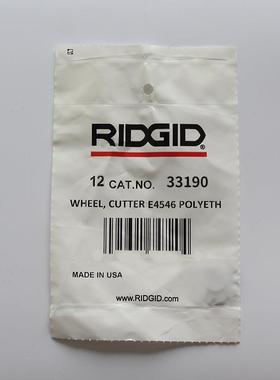 RIDGID®
12 CAT.NO. 33190
WHEEL, CUTTER E4546 POLYETH
MADE IN USA
www.RIDGID.com